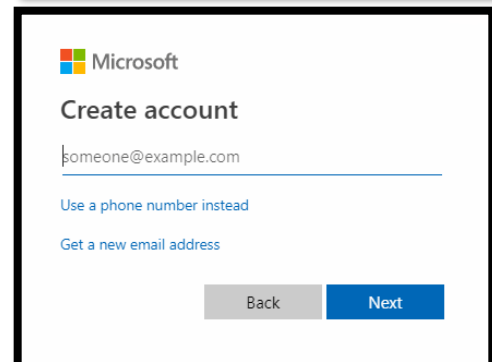 Microsoft
Create account
someone@example.com
Use a phone number instead
Get a new email address
Back
Next